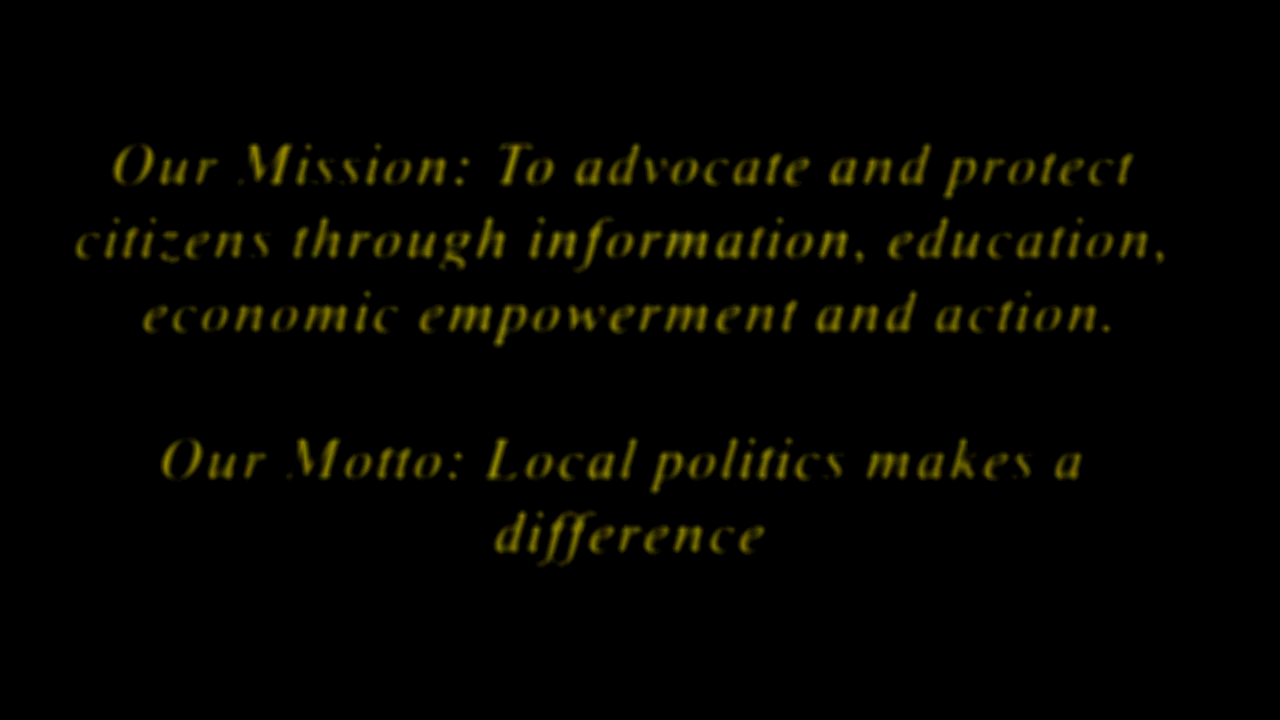 Our Mission: To advocate and protect
citizens through information, education,
economic empowerment and action.
Our Motto: Local politics makes a
difference